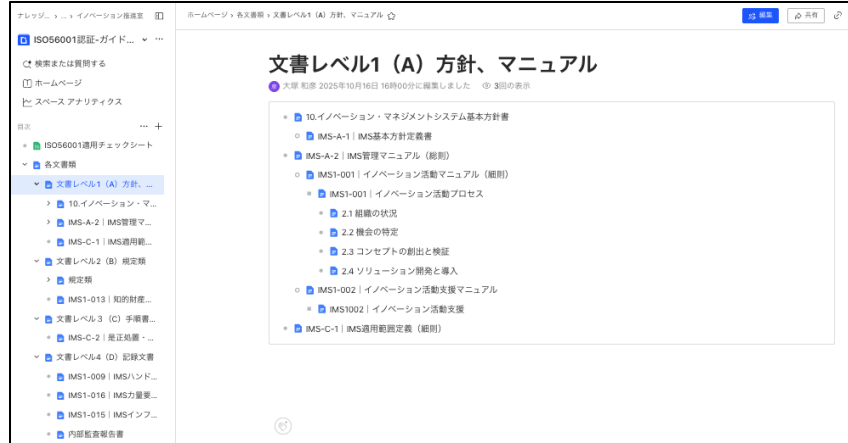 ナレッジ... › ... › イノベーション推進室
ISO56001認証-ガイド...
検索または質問する
ホームページ
スペース アナリティクス
目次
ISO56001適用チェックシート
各文書類
文書レベル1（A）方針、...
10.イノベーション・マ...
IMS-A-2｜IMS管理マ...
IMS-C-1｜IMS適用範...
文書レベル2（B）規定類
規定類
IMS1-013｜知的財産...
文書レベル３（C）手順書...
IMS-C-2｜是正処置・...
文書レベル4（D）記録文書
IMS1-009｜IMSハンド...
IMS1-016｜IMS力量要...
IMS1-015｜IMSインフ...
内部監査報告書
ホームページ › 各文書類 › 文書レベル1（A）方針、マニュアル
編集
共有
文書レベル1（A）方針、マニュアル
大塚 和彦 2025年10月16日 16時00分に編集しました 3回の表示
10.イノベーション・マネジメントシステム基本方針書
IMS-A-1｜IMS基本方針定義書
IMS-A-2｜IMS管理マニュアル（総則）
IMS1-001｜イノベーション活動マニュアル（細則）
IMS1-001｜イノベーション活動プロセス
2.1 組織の状況
2.2 機会の特定
2.3 コンセプトの創出と検証
2.4 ソリューション開発と導入
IMS1-002｜イノベーション活動支援マニュアル
IMS1002｜イノベーション活動支援
IMS-C-1｜IMS適用範囲定義（細則）